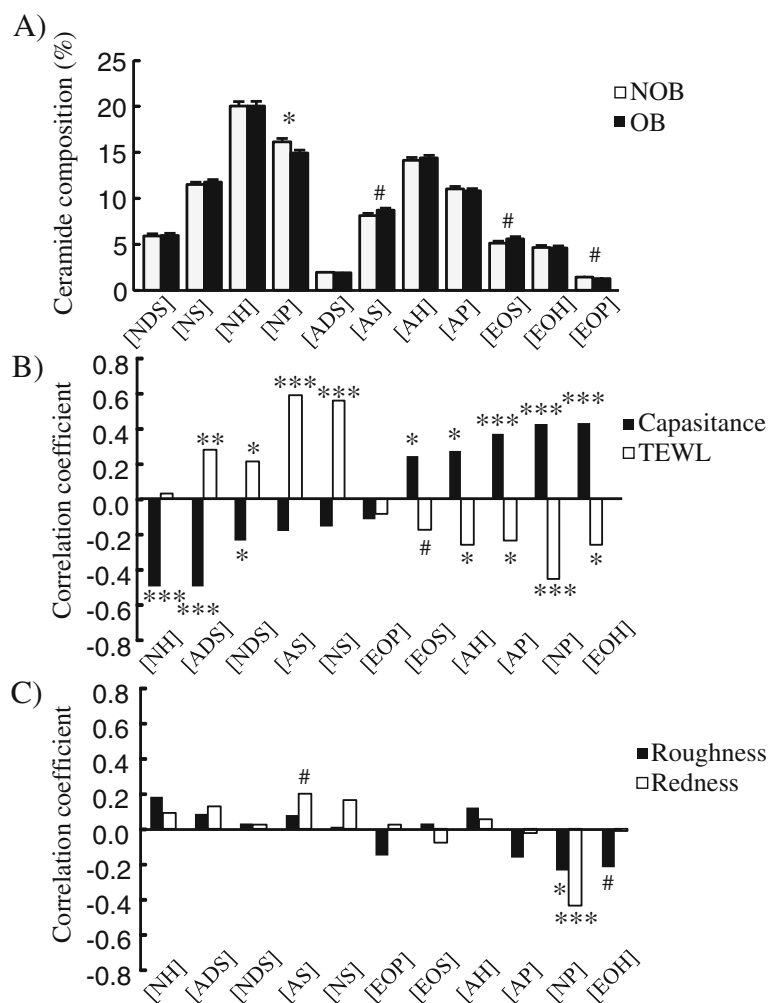 A)
Ceramide composition (%)
25
20
15
10
5
0
NOB
OB
*
#
#
#
[NDS]
[NS]
[NH]
[NP]
[ADS]
[AS]
[AH]
[AP]
[EOS]
[EOH]
[EOP]
B)
Correlation coefficient
0.8
0.6
0.4
0.2
0.0
-0.2
-0.4
-0.6
-0.8
Capasitance
TEWL
** * *** *** * * *** *** ***
*** *** * # * * *** *
[NH]
[ADS]
[NDS]
[AS]
[NS]
[EOP]
[EOS]
[AH]
[AP]
[NP]
[EOH]
C)
Correlation coefficient
0.8
0.6
0.4
0.2
0.0
-0.2
-0.4
-0.6
-0.8
Roughness
Redness
#
* *** #
[NH]
[ADS]
[NDS]
[AS]
[NS]
[EOP]
[EOS]
[AH]
[AP]
[NP]
[EOH]